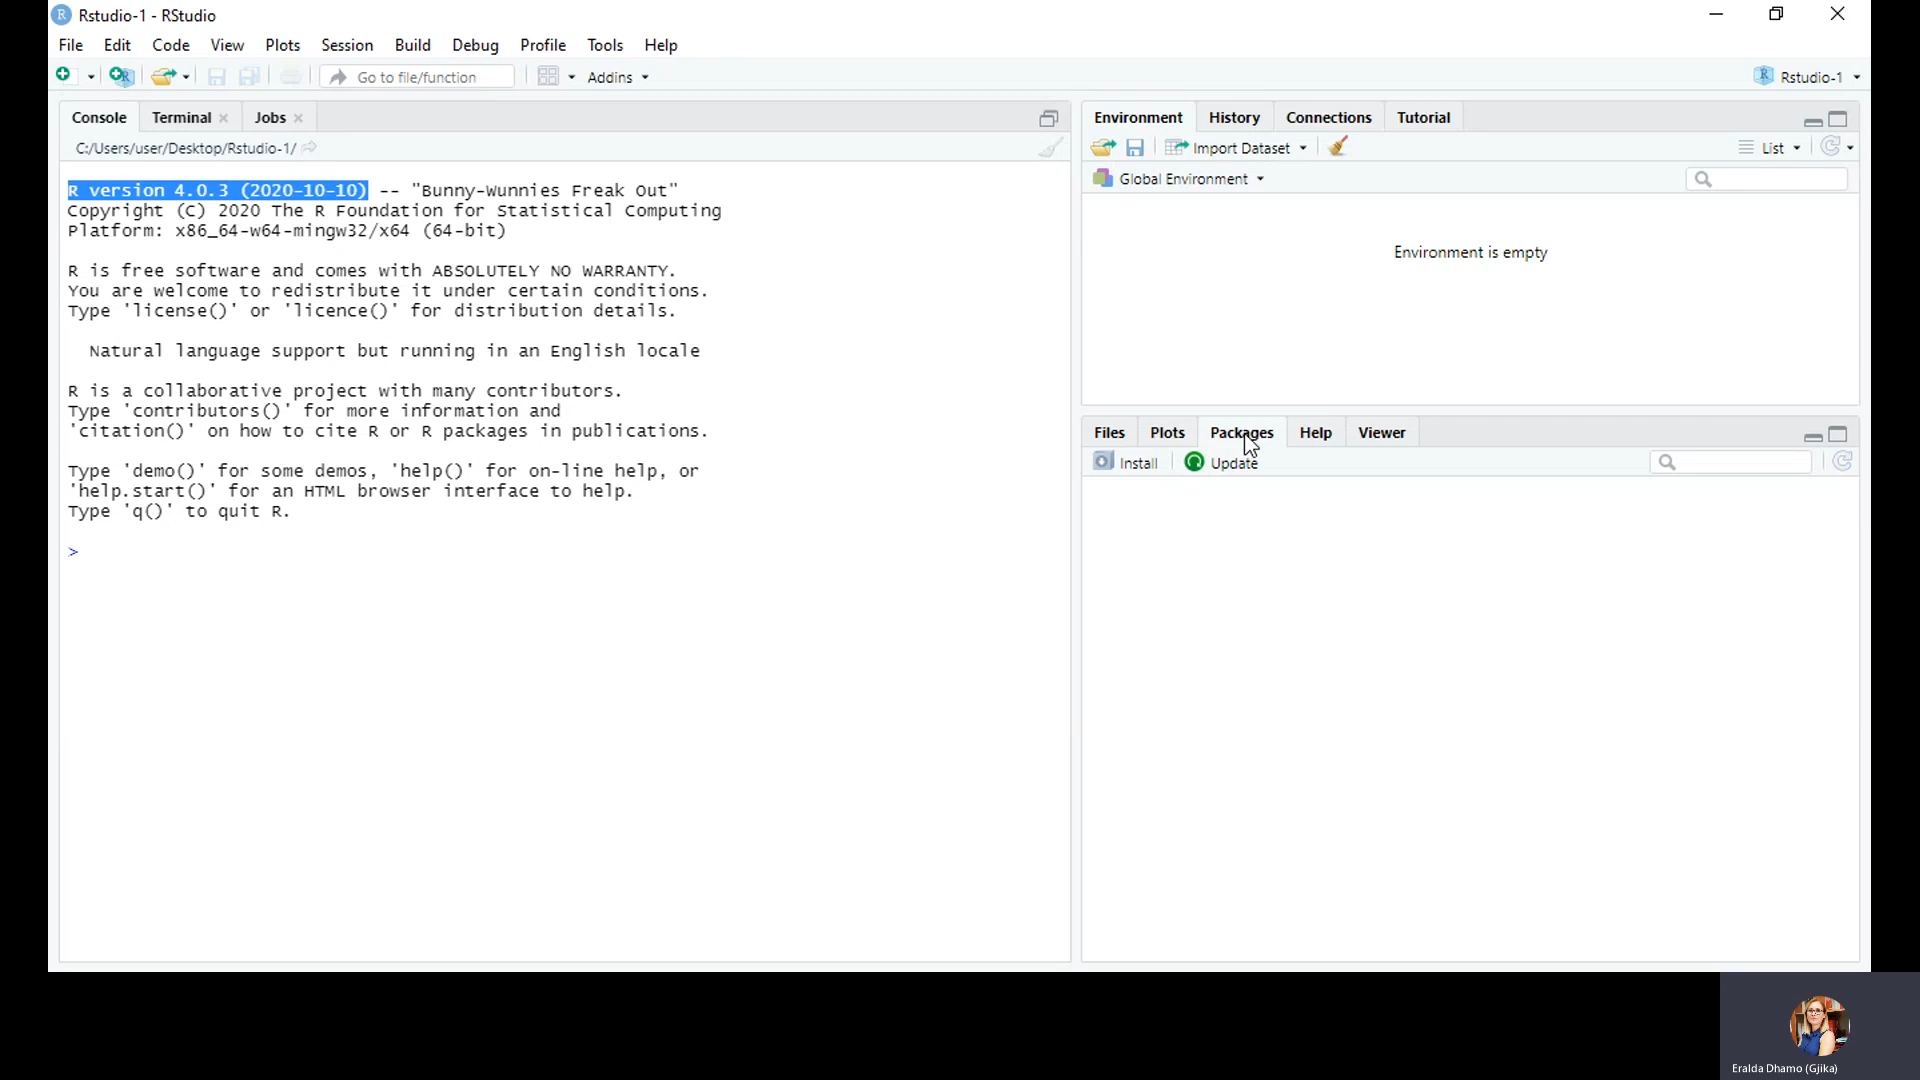 Rstudio-1 - RStudio
File Edit Code View Plots Session Build Debug Profile Tools Help
Go to file/function Addins Rstudio-1
Console Terminal Jobs
C:/Users/user/Desktop/Rstudio-1/
R version 4.0.3 (2020-10-10) -- "Bunny-Wunnies Freak Out"
Copyright (C) 2020 The R Foundation for Statistical Computing
Platform: x86_64-w64-mingw32/x64 (64-bit)
R is free software and comes with ABSOLUTELY NO WARRANTY.
You are welcome to redistribute it under certain conditions.
Type 'license()' or 'licence()' for distribution details.
Natural language support but running in an English locale
R is a collaborative project with many contributors.
Type 'contributors()' for more information and
'citation()' on how to cite R or R packages in publications.
Type 'demo()' for some demos, 'help()' for on-line help, or
'help.start()' for an HTML browser interface to help.
Type 'q()' to quit R.
>
Environment History Connections Tutorial
Import Dataset List
Global Environment
Environment is empty
Files Plots Packages Help Viewer
Install Update
Eralda Dhamo (Gjika)